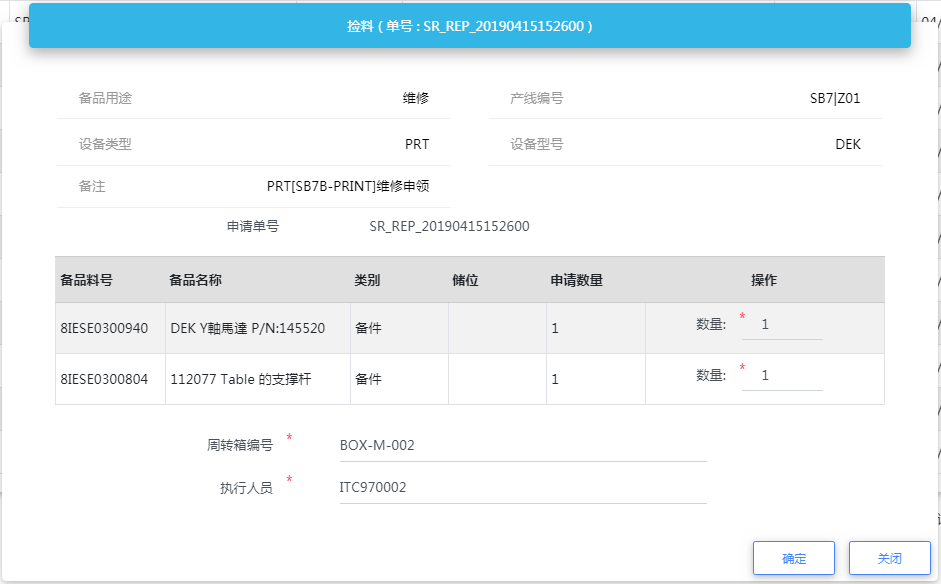 捡料 ( 单号 : SR_REP_20190415152600 )
备品用途 维修 产线编号 SB7|Z01
设备类型 PRT 设备型号 DEK
备注 PRT[SB7B-PRINT]维修申领
申请单号 SR_REP_20190415152600
备品料号 备品名称 类别 储位 申请数量 操作
8IESE0300940 DEK Y軸馬達 P/N:145520 备件 1 数量: * 1
8IESE0300804 112077 Table 的支撑杆 备件 1 数量: * 1
周转箱编号 * BOX-M-002
执行人员 * ITC970002
确定 关闭